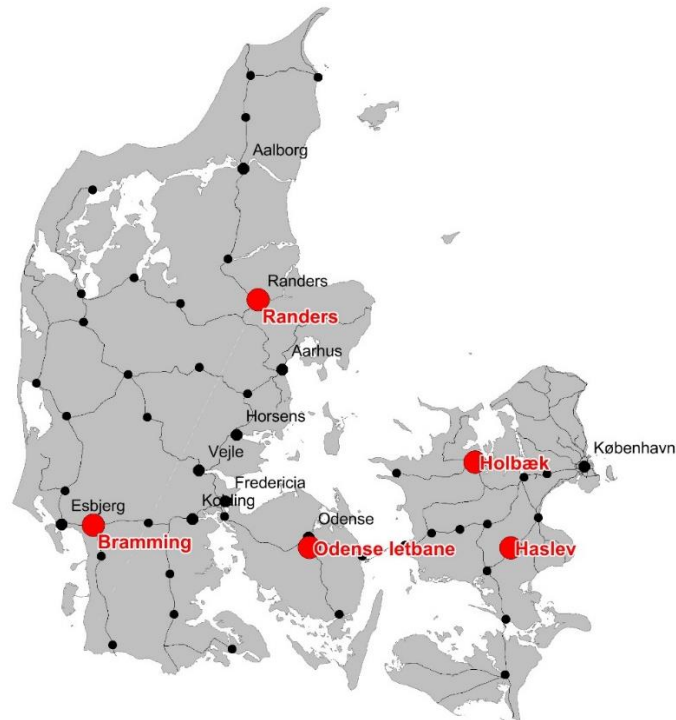 Aalborg
Randers
Randers
Aarhus
Horsens
Vejle
Fredericia
Kolding
Esbjerg
Bramming
Odense
Odense letbane
København
Holbæk
Haslev